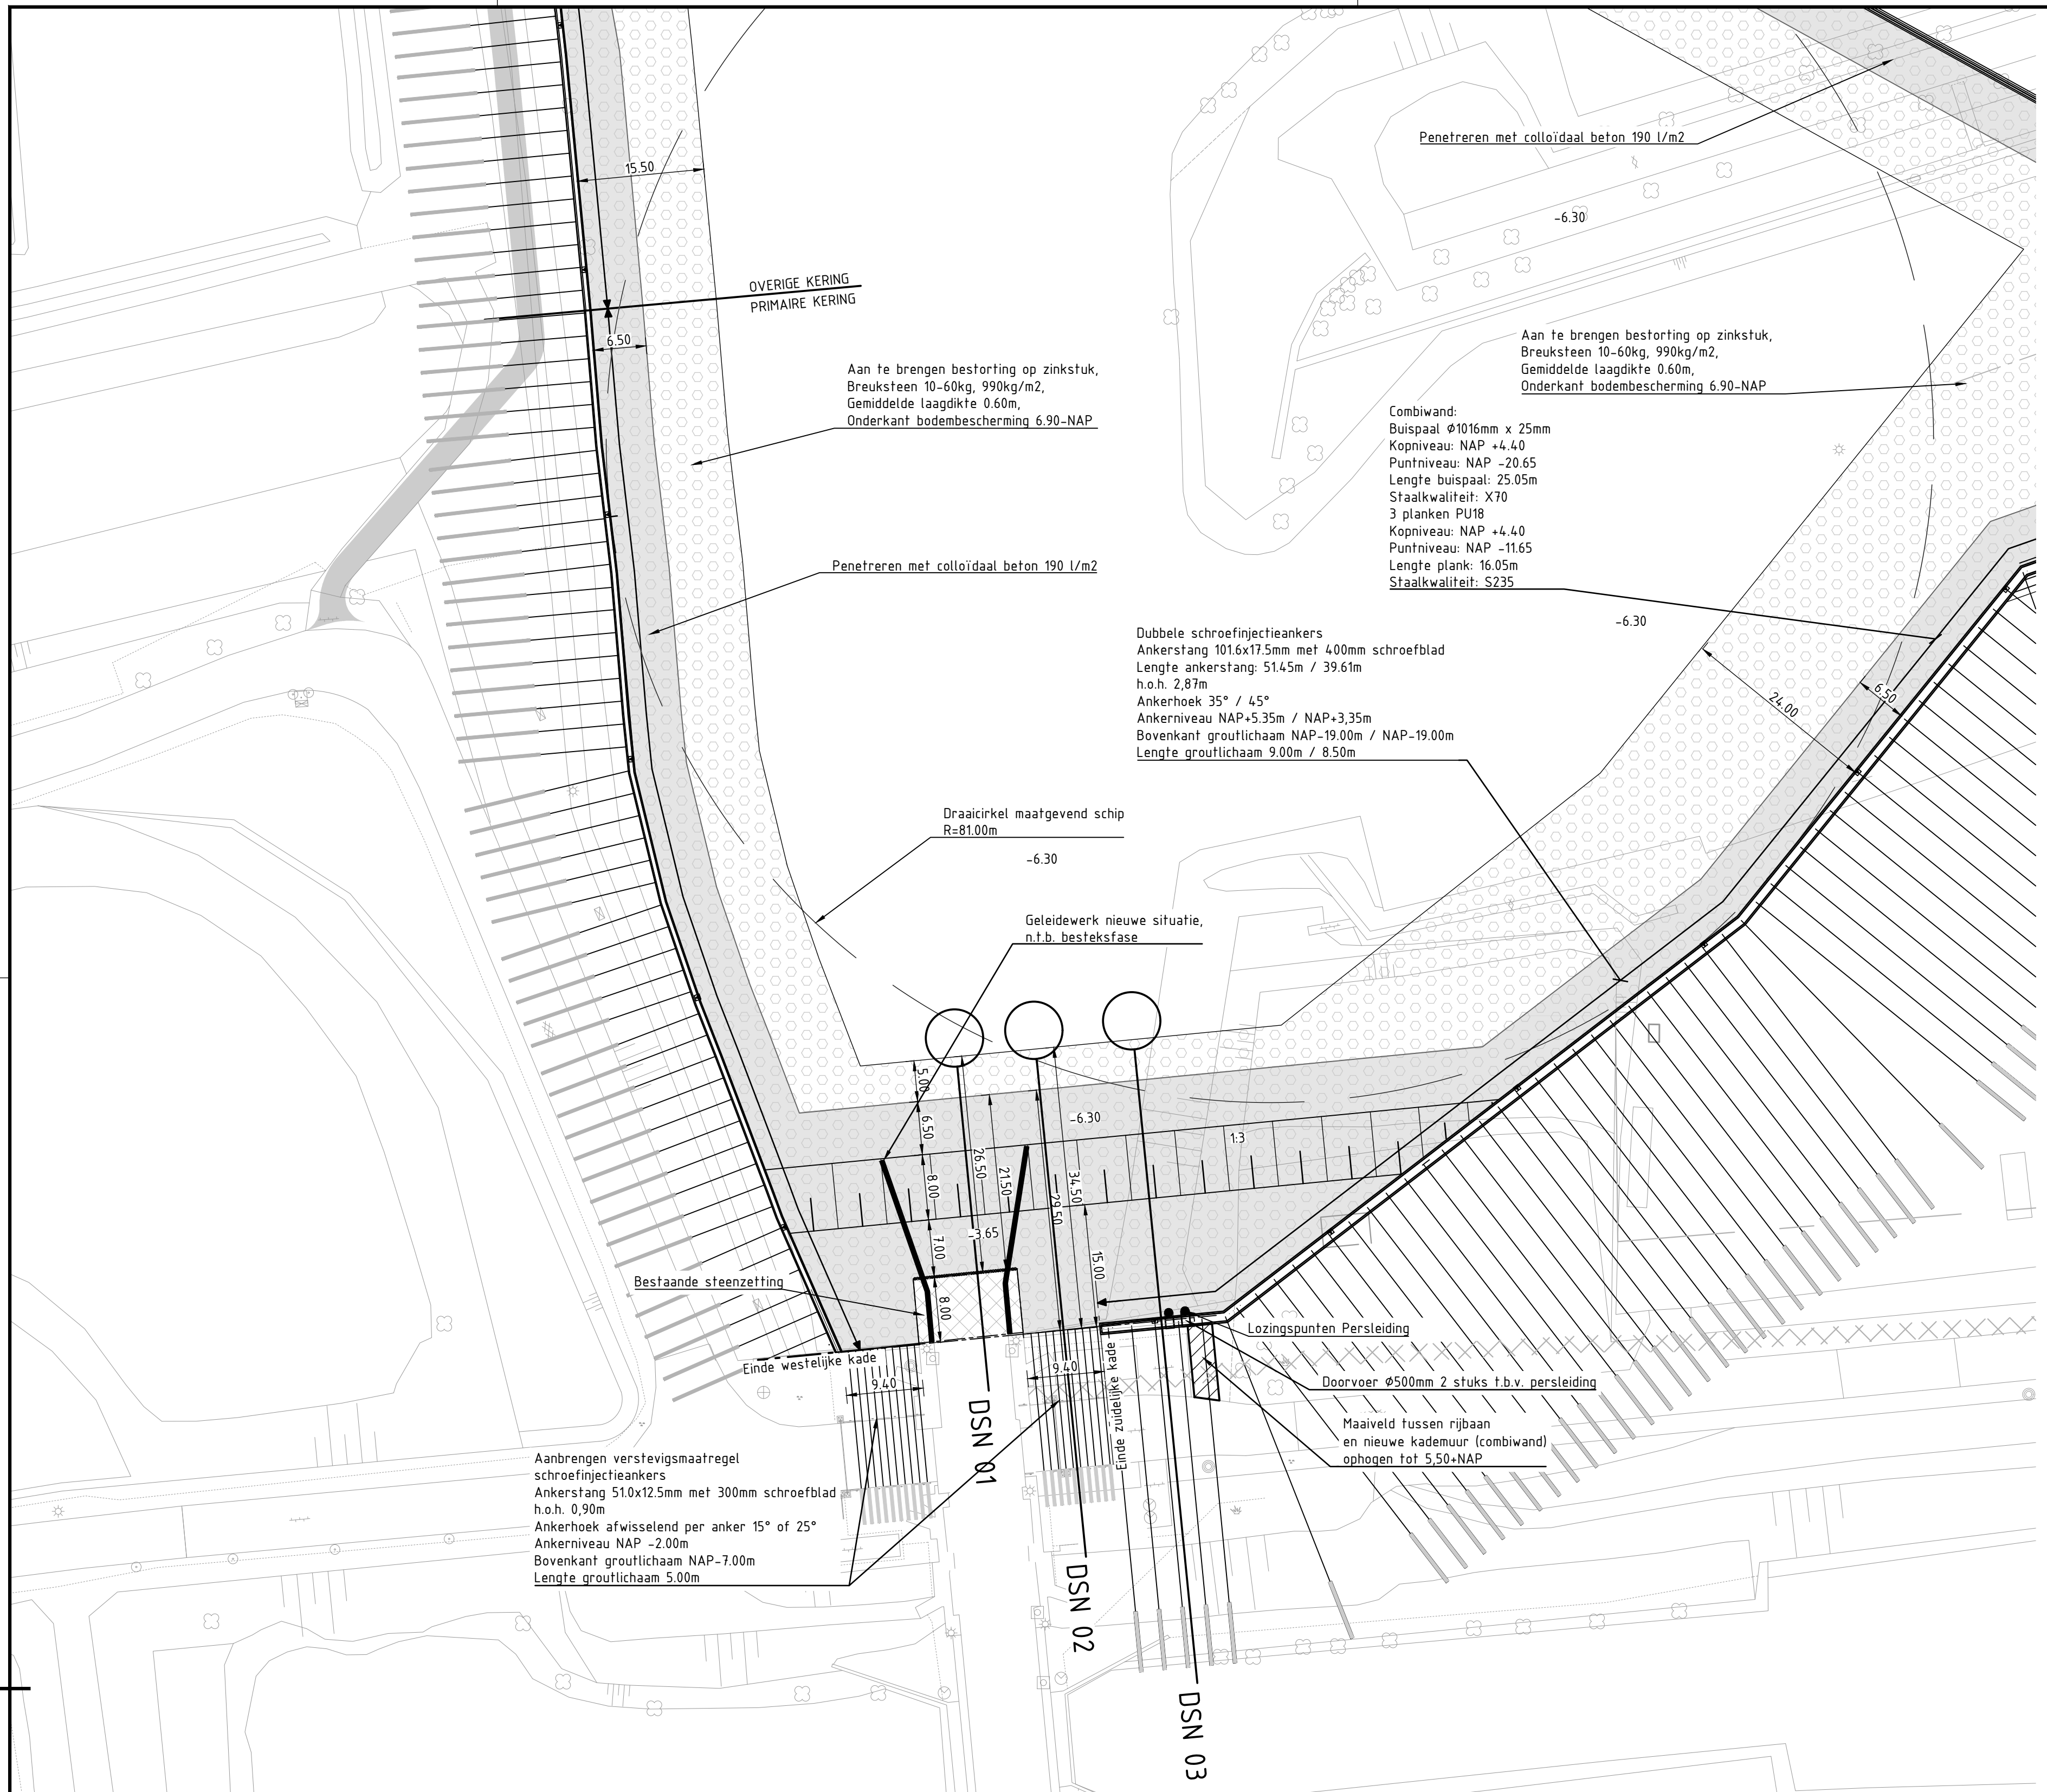 Penetreren met colloïdaal beton 190 l/m2
15.50
-6.30
OVERIGE KERING
PRIMAIRE KERING
6.50
Aan te brengen bestorting op zinkstuk,
Breuksteen 10-60kg, 990kg/m2,
Gemiddelde laagdikte 0.60m,
Onderkant bodembescherming 6.90-NAP
Aan te brengen bestorting op zinkstuk,
Breuksteen 10-60kg, 990kg/m2,
Gemiddelde laagdikte 0.60m,
Onderkant bodembescherming 6.90-NAP
Combiwand:
Buispaal Ø1016mm x 25mm
Kopniveau: NAP +4.40
Puntniveau: NAP -20.65
Lengte buispaal: 25.05m
Staalkwaliteit: X70
3 planken PU18
Kopniveau: NAP +4.40
Puntniveau: NAP -11.65
Lengte plank: 16.05m
Staalkwaliteit: S235
Penetreren met colloïdaal beton 190 l/m2
-6.30
Dubbele schroefinjectieankers
Ankerstang 101.6x17.5mm met 400mm schroefblad
Lengte ankerstang: 51.45m / 39.61m
h.o.h. 2,87m
Ankerhoek 35° / 45°
Ankerniveau NAP+5.35m / NAP+3,35m
Bovenkant groutlichaam NAP-19.00m / NAP-19.00m
Lengte groutlichaam 9.00m / 8.50m
24.00
6.50
Draaicirkel maatgevend schip
R=81.00m
-6.30
Geleidewerk nieuwe situatie,
n.t.b. besteksfase
5.00
6.50
-6.30
1:3
8.00
26.50
21.50
34.50
29.50
7.00
-3.65
15.00
8.00
Bestaande steenzetting
Lozingspunten Persleiding
Einde westelijke kade
9.40
9.40
Einde zuidelijke kade
Doorvoer Ø500mm 2 stuks t.b.v. persleiding
Maaiveld tussen rijbaan
en nieuwe kademuur (combiwand)
ophogen tot 5,50+NAP
DSN 01
Aanbrengen verstevigsmaatregel
schroefinjectieankers
Ankerstang 51.0x12.5mm met 300mm schroefblad
h.o.h. 0,90m
Ankerhoek afwisselend per anker 15° of 25°
Ankerniveau NAP -2.00m
Bovenkant groutlichaam NAP-7.00m
Lengte groutlichaam 5.00m
DSN 02
DSN 03